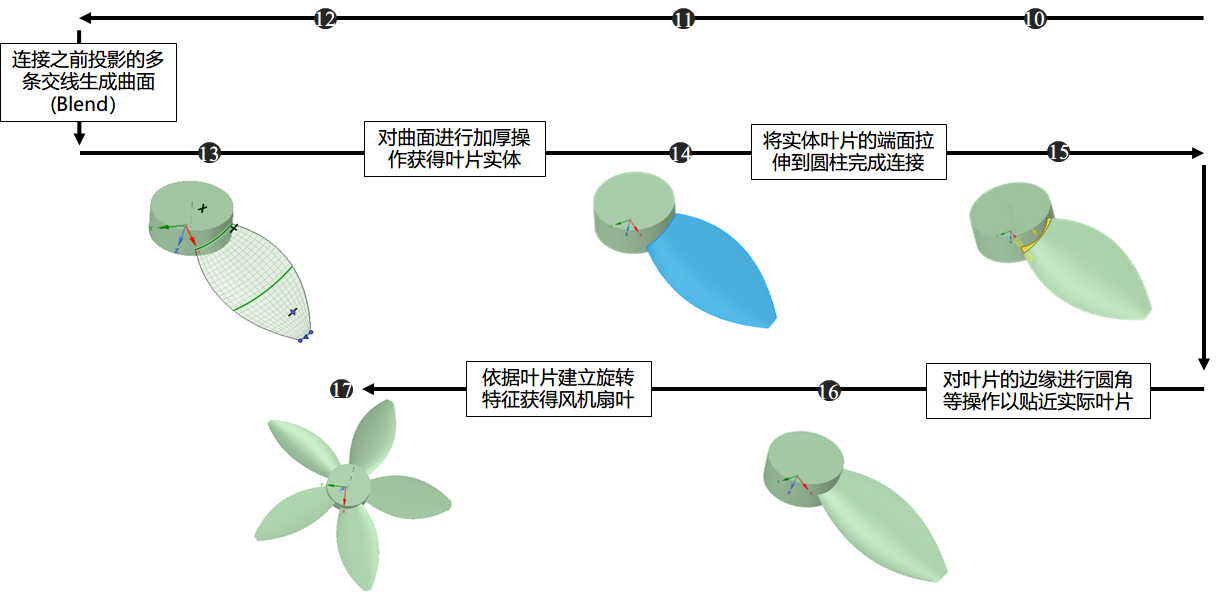 12
11
10
连接之前投影的多
条交线生成曲面
(Blend）
13
对曲面进行加厚操
作获得叶片实体
14
将实体叶片的端面拉
伸到圆柱完成连接
15
17
依据叶片建立旋转
特征获得风机扇叶
16
对叶片的边缘进行圆角
等操作以贴近实际叶片